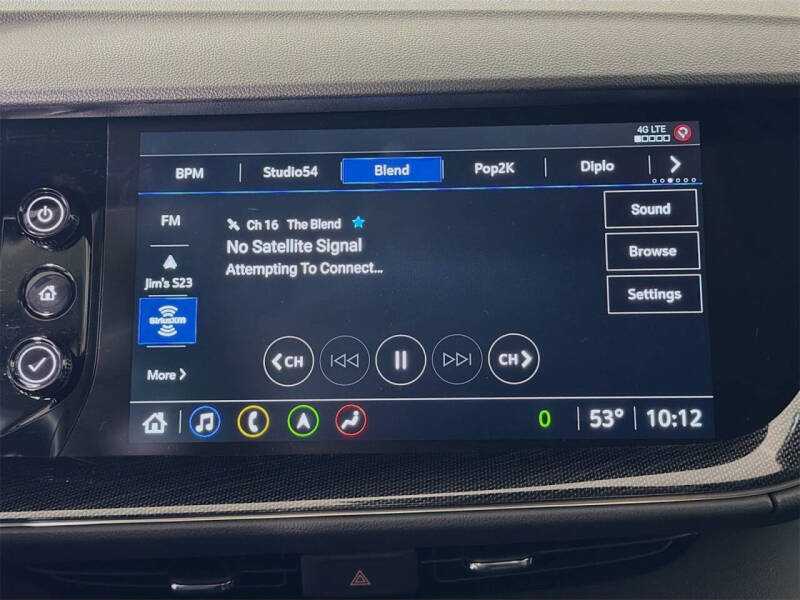 4G LTE
BPM
Studio54
Blend
Pop2K
Diplo
FM
Jim's S23
SiriusXM
More
Ch 16 The Blend
No Satellite Signal
Attempting To Connect...
Sound
Browse
Settings
CH
CH
0
53°
10:12